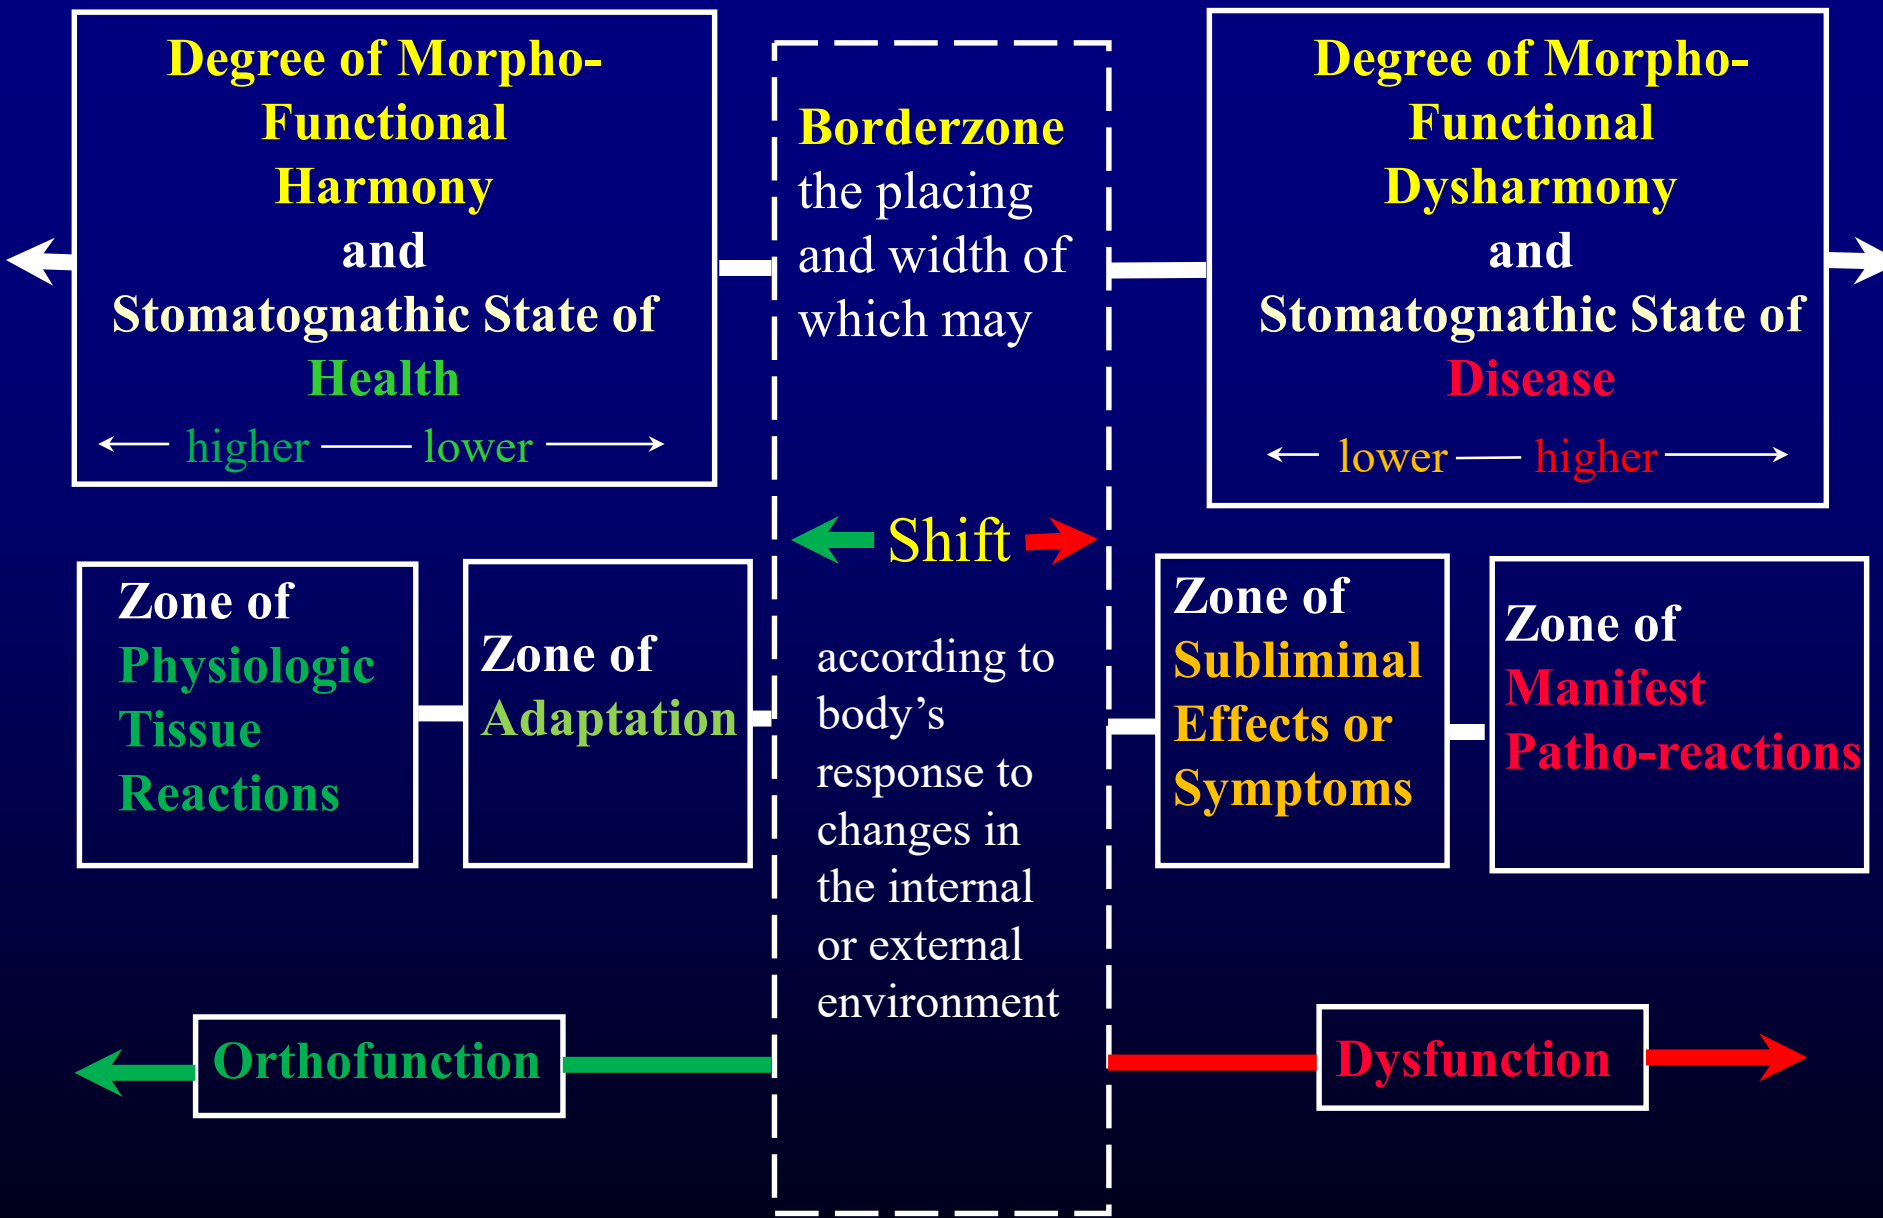 Degree of Morpho-
Functional
Harmony
and
Stomatognathic State of
Health
higher lower
Borderzone
the placing
and width of
which may
Shift
according to
body’s
response to
changes in
the internal
or external
environment
Degree of Morpho-
Functional
Dysharmony
and
Stomatognathic State of
Disease
lower higher
Zone of
Physiologic
Tissue
Reactions
Zone of
Adaptation
Zone of
Subliminal
Effects or
Symptoms
Zone of
Manifest
Patho-reactions
Orthofunction
Dysfunction